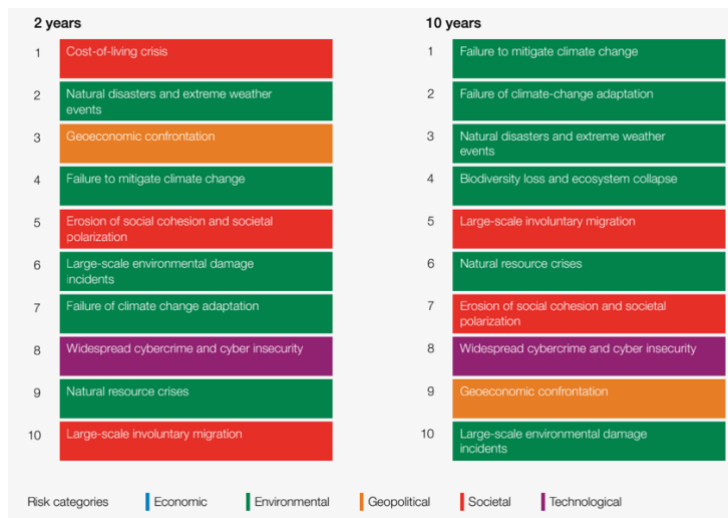 2 years
1 Cost-of-living crisis
2 Natural disasters and extreme weather
events
3 Geoeconomic confrontation
4 Failure to mitigate climate change
5 Erosion of social cohesion and societal
polarization
6 Large-scale environmental damage
incidents
7 Failure of climate change adaptation
8 Widespread cybercrime and cyber insecurity
9 Natural resource crises
10 Large-scale involuntary migration
10 years
1 Failure to mitigate climate change
2 Failure of climate-change adaptation
3 Natural disasters and extreme weather
events
4 Biodiversity loss and ecosystem collapse
5 Large-scale involuntary migration
6 Natural resource crises
7 Erosion of social cohesion and societal
polarization
8 Widespread cybercrime and cyber insecurity
9 Geoeconomic confrontation
10 Large-scale environmental damage
incidents
Risk categories Economic Environmental Geopolitical Societal Technological